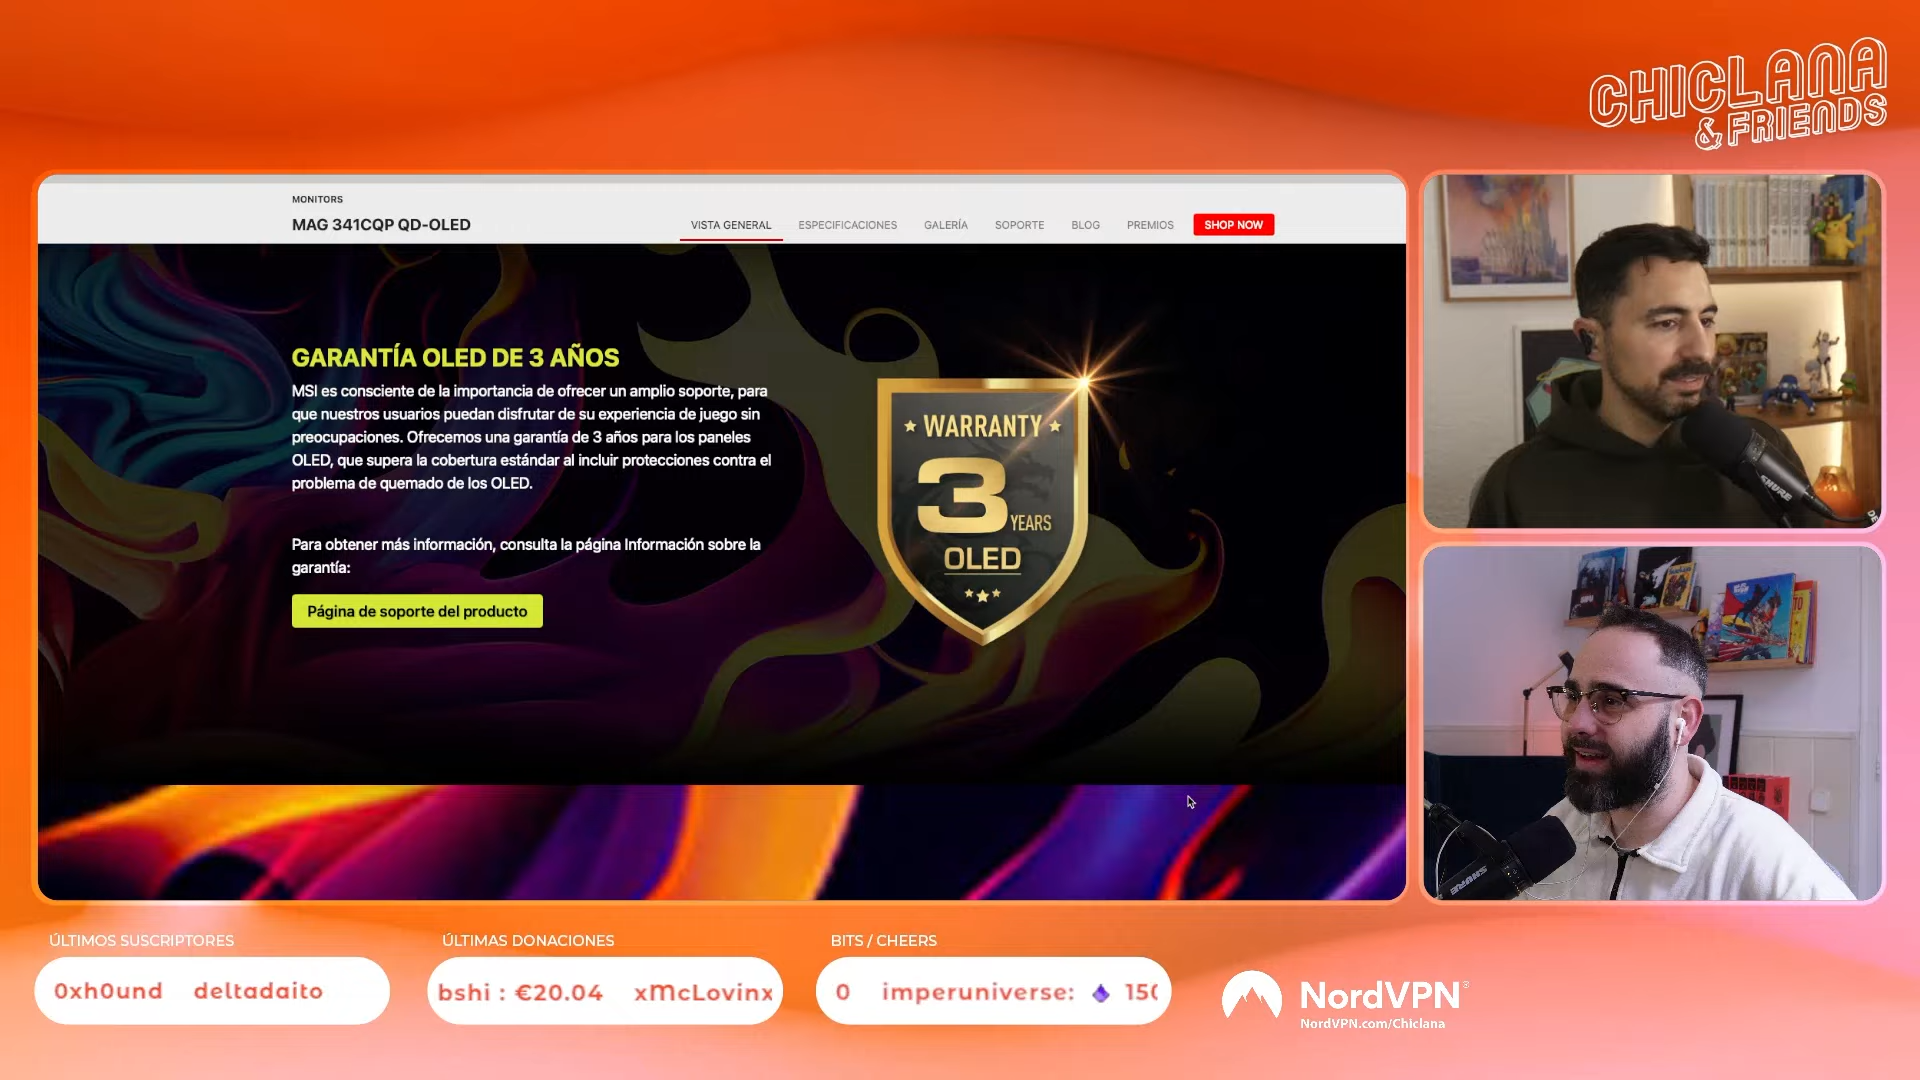 CHICLANA
& FRIENDS
MONITORS
MAG 341CQP QD-OLED
VISTA GENERAL ESPECIFICACIONES GALERÍA SOPORTE BLOG PREMIOS SHOP NOW
GARANTÍA OLED DE 3 AÑOS
MSI es consciente de la importancia de ofrecer un amplio soporte, para
que nuestros usuarios puedan disfrutar de su experiencia de juego sin
preocupaciones. Ofrecemos una garantía de 3 años para los paneles
OLED, que supera la cobertura estándar al incluir protecciones contra el
problema de quemado de los OLED.
Para obtener más información, consulta la página Información sobre la
garantía:
Página de soporte del producto
WARRANTY
3 YEARS
OLED
SHURE
SHURE
ÚLTIMOS SUSCRIPTORES
0xh0und deltadaito
ÚLTIMAS DONACIONES
bshi : €20.04 xMcLovinx
BITS / CHEERS
0 imperuniverse: 150
NordVPN®
NordVPN.com/Chiclana